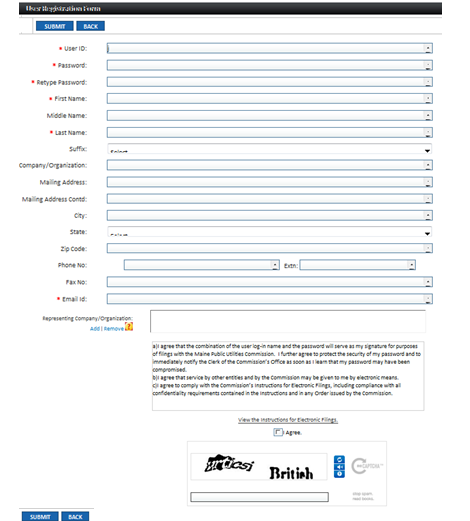 User Registration Form
SUBMIT BACK
* User ID:
* Password:
* Retype Password:
* First Name:
Middle Name:
* Last Name:
Suffix: Select
Company/Organization:
Mailing Address:
Mailing Address Contd:
City:
State: Select
Zip Code:
Phone No: Extn:
Fax No:
* Email Id:
Representing Company/Organization:
Add | Remove ?
a)I agree that the combination of the user log-in name and the password will serve as my signature for purposes
of filings with the Maine Public Utilities Commission. I further agree to protect the security of my password and to
immediately notify the Clerk of the Commission's Office as soon as I learn that my password may have been
compromised.
b)I agree that service by other entities and by the Commission may be given to me by electronic means.
c)I agree to comply with the Commission's Instructions for Electronic Filings, including compliance with all
confidentiality requirements contained in the Instructions and in any Order issued by the Commission.
View the Instructions for Electronic Filings.
I Agree.
reCAPTCHA™
stop spam.
read books.
SUBMIT BACK